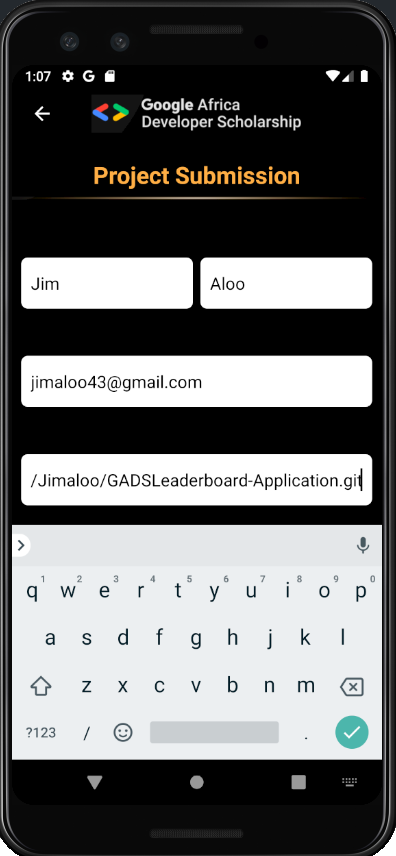 1:07
Google Africa
Developer Scholarship
Project Submission
Jim Aloo
jimaloo43@gmail.com
/Jimaloo/GADSLeaderboard-Application.git
1 2 3 4 5 6 7 8 9 0
q w e r t y u i o p
a s d f g h j k l
z x c v b n m
?123 / .